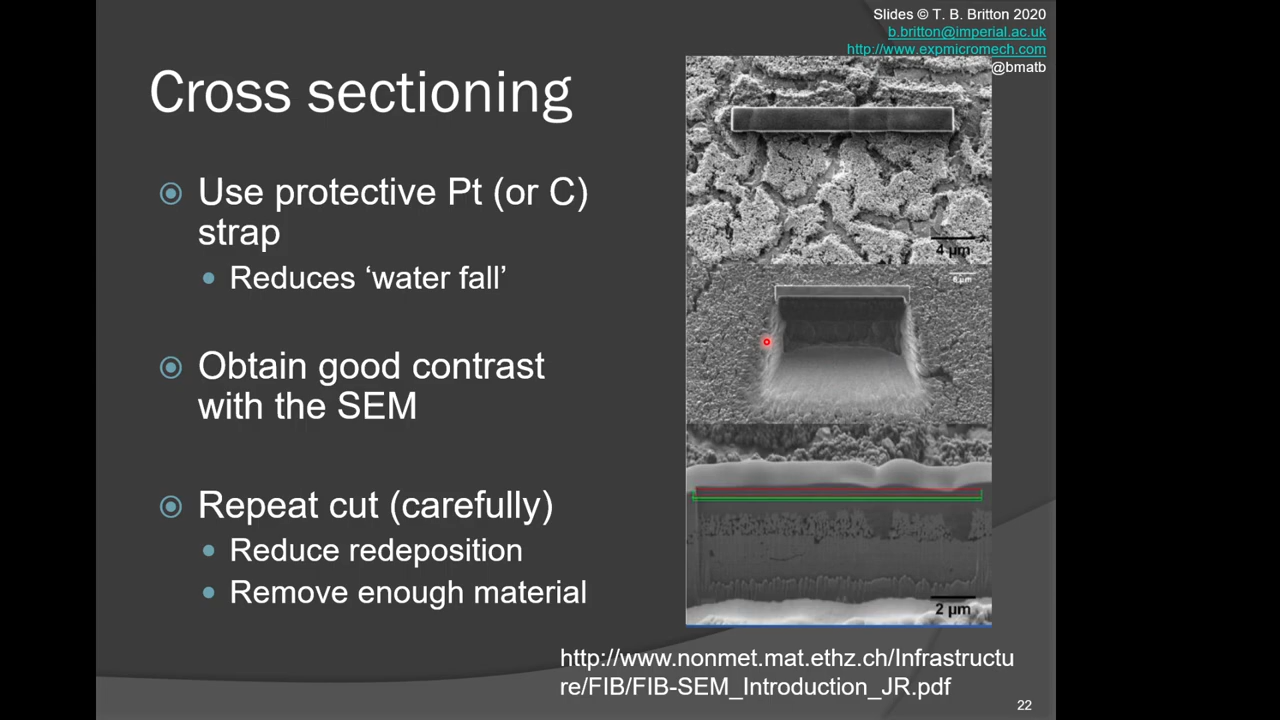 Slides © T. B. Britton 2020
b.britton@imperial.ac.uk
http://www.expmicromech.com
@bmatb
Cross sectioning
Use protective Pt (or C)
strap
Reduces ‘water fall’
Obtain good contrast
with the SEM
Repeat cut (carefully)
Reduce redeposition
Remove enough material
4 μm
2 μm
http://www.nonmet.mat.ethz.ch/Infrastructu
re/FIB/FIB-SEM_Introduction_JR.pdf
22